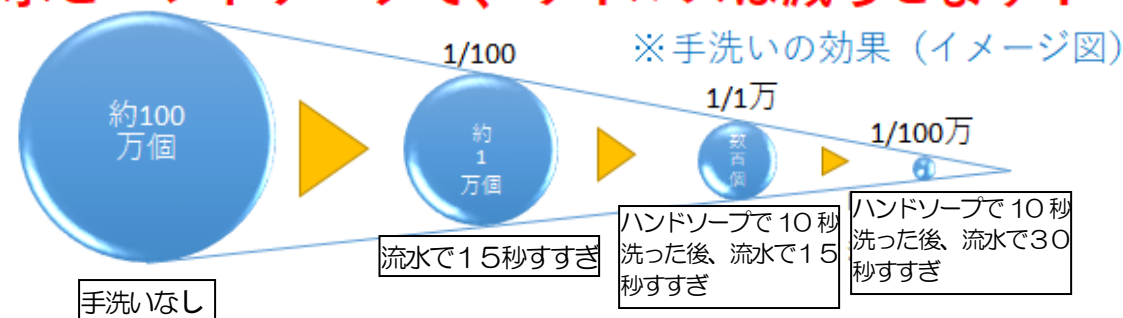 ※手洗いの効果（イメージ図）
1/100
1/1万
1/100万
約100
万個
約
1
万個
数百個
手洗いなし
流水で１５秒すすぎ
ハンドソープで 10 秒
洗った後、流水で１５
秒すすぎ
ハンドソープで 10 秒
洗った後、流水で３０
秒すすぎ